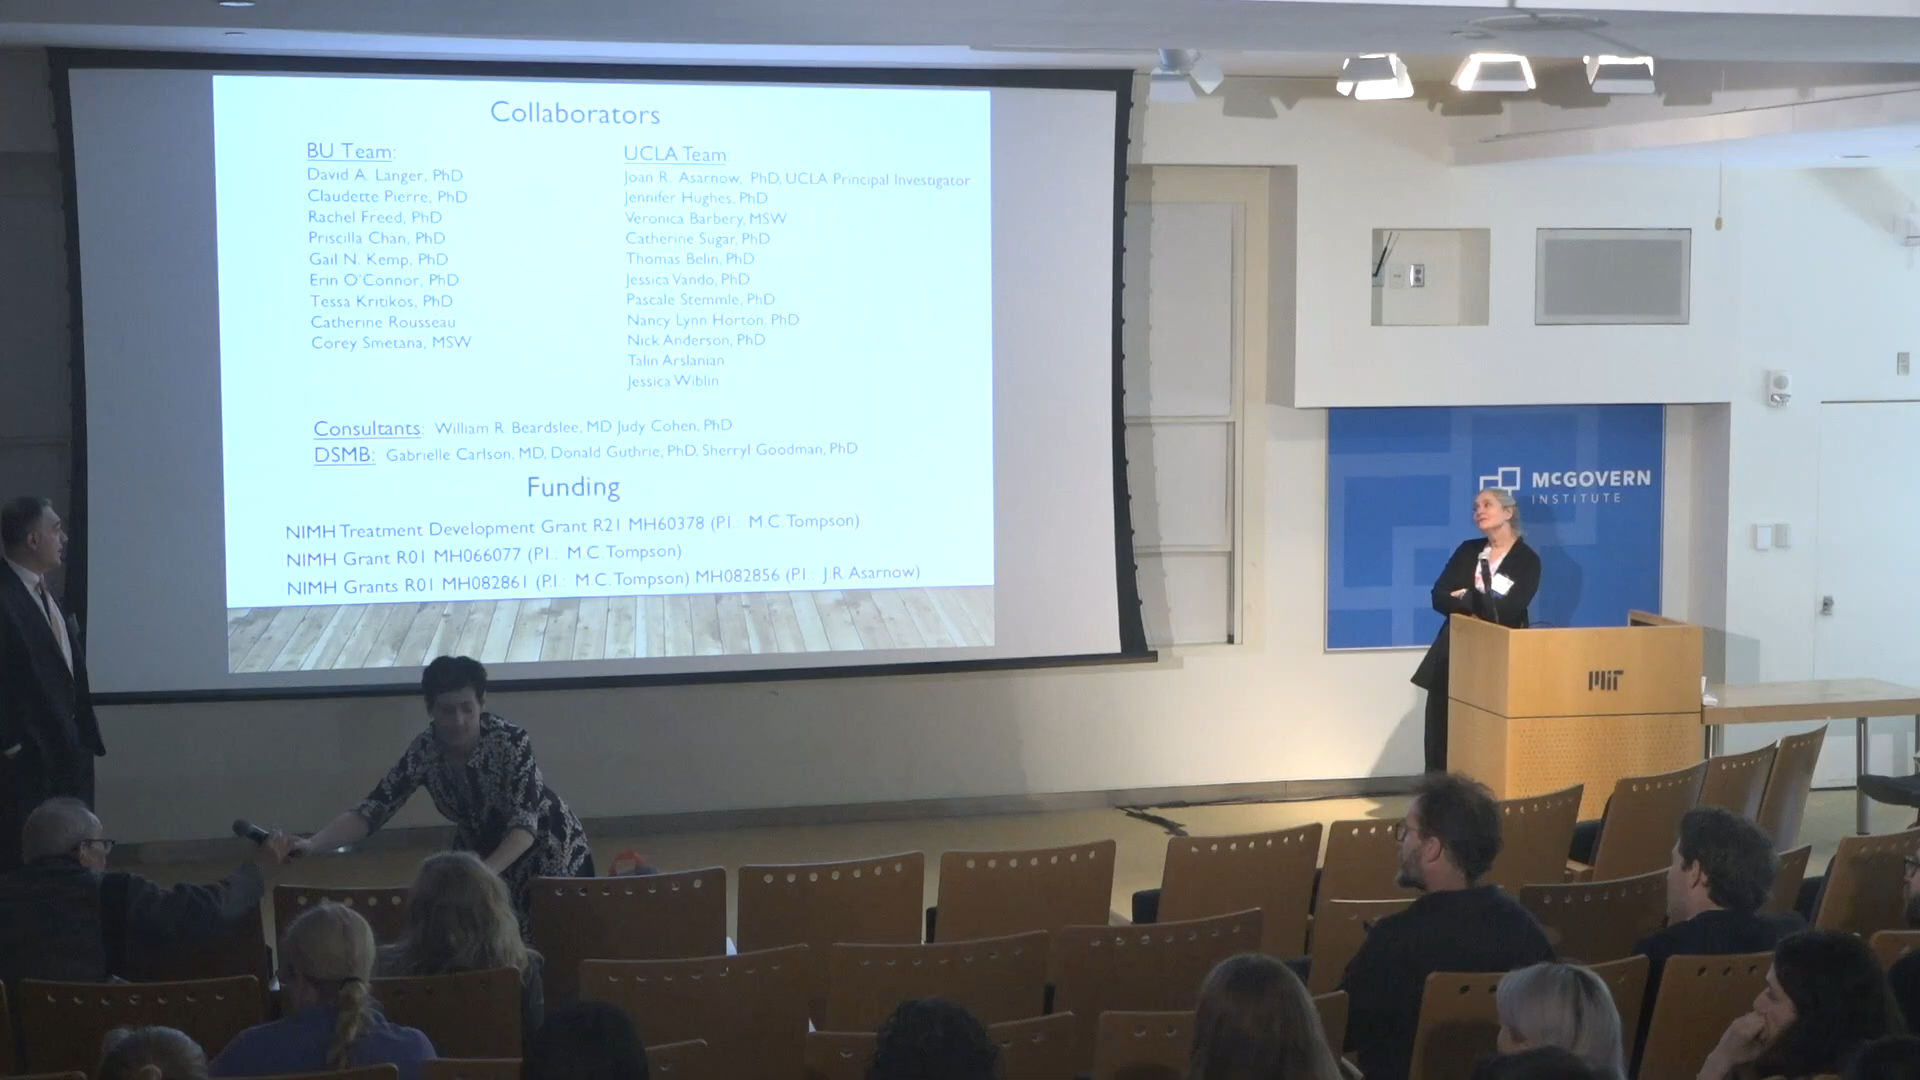 Collaborators
BU Team:
David A. Langer, PhD
Claudette Pierre, PhD
Rachel Freed, PhD
Priscilla Chan, PhD
Gail N. Kemp, PhD
Erin O'Connor, PhD
Tessa Kritikos, PhD
Catherine Rousseau
Corey Smetana, MSW
UCLA Team:
Joan R. Asarnow, PhD, UCLA Principal Investigator
Jennifer Hughes, PhD
Veronica Barbery, MSW
Catherine Sugar, PhD
Thomas Belin, PhD
Jessica Vando, PhD
Pascale Stemmle, PhD
Nancy Lynn Horton, PhD
Nick Anderson, PhD
Talin Arslanian
Jessica Wiblin
Consultants: William R. Beardslee, MD Judy Cohen, PhD
DSMB: Gabrielle Carlson, MD, Donald Guthrie, PhD, Sherryl Goodman, PhD
Funding
NIMH Treatment Development Grant R21 MH60378 (P.I.: M.C. Tompson)
NIMH Grant R01 MH066077 (P.I.: M.C. Tompson)
NIMH Grants R01 MH082861 (P.I.: M.C. Tompson) MH082856 (P.I.: J.R. Asarnow)
McGOVERN
INSTITUTE
MIT